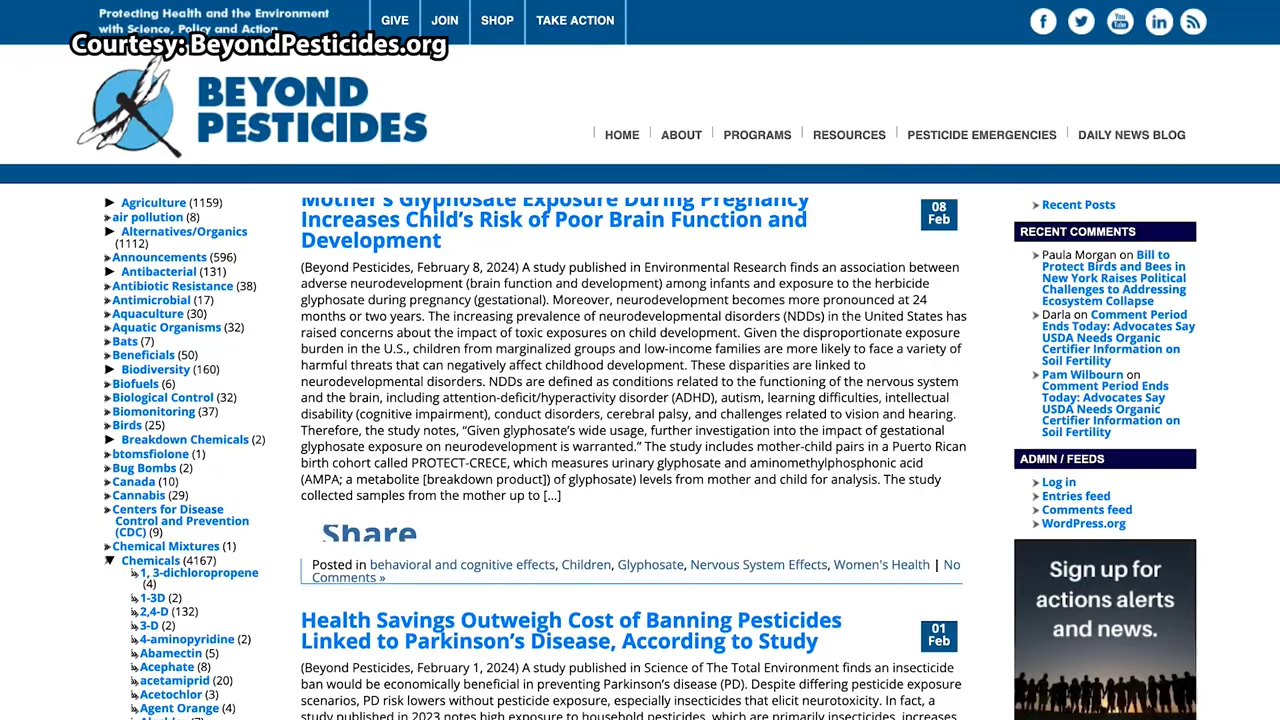 Protecting Health and the Environment
with Science, Policy and Action
GIVE
JOIN
SHOP
TAKE ACTION
You
Tube
Courtesy: BeyondPesticides.org
BEYOND
PESTICIDES
HOME
ABOUT
PROGRAMS
RESOURCES
PESTICIDE EMERGENCIES
DAILY NEWS BLOG
Agriculture (1159)
air pollution (8)
Alternatives/Organics
(1112)
Announcements (596)
Antibacterial (131)
Antibiotic Resistance (38)
Antimicrobial (17)
Aquaculture (30)
Aquatic Organisms (32)
Bats (7)
Beneficials (50)
Biodiversity (160)
Biofuels (6)
Biological Control (32)
Biomonitoring (37)
Birds (25)
Breakdown Chemicals (2)
btomsfiolone (1)
Bug Bombs (2)
Canada (10)
Cannabis (29)
Centers for Disease
Control and Prevention
(CDC) (9)
Chemical Mixtures (1)
Chemicals (4167)
1, 3-dichloropropene
(4)
1-3D (2)
2,4-D (132)
3-D (2)
4-aminopyridine (2)
Abamectin (5)
Acephate (8)
acetamiprid (20)
Acetochlor (3)
Agent Orange (4)
Mother's Glyphosate Exposure During Pregnancy
Increases Child's Risk of Poor Brain Function and
Development
08
Feb
(Beyond Pesticides, February 8, 2024) A study published in Environmental Research finds an association between
adverse neurodevelopment (brain function and development) among infants and exposure to the herbicide
glyphosate during pregnancy (gestational). Moreover, neurodevelopment becomes more pronounced at 24
months or two years. The increasing prevalence of neurodevelopmental disorders (NDDs) in the United States has
raised concerns about the impact of toxic exposures on child development. Given the disproportionate exposure
burden in the U.S., children from marginalized groups and low-income families are more likely to face a variety of
harmful threats that can negatively affect childhood development. These disparities are linked to
neurodevelopmental disorders. NDDs are defined as conditions related to the functioning of the nervous system
and the brain, including attention-deficit/hyperactivity disorder (ADHD), autism, learning difficulties, intellectual
disability (cognitive impairment), conduct disorders, cerebral palsy, and challenges related to vision and hearing.
Therefore, the study notes, “Given glyphosate's wide usage, further investigation into the impact of gestational
glyphosate exposure on neurodevelopment is warranted.” The study includes mother-child pairs in a Puerto Rican
birth cohort called PROTECT-CRECE, which measures urinary glyphosate and aminomethylphosphonic acid
(AMPA; a metabolite [breakdown product]) of glyphosate) levels from mother and child for analysis. The study
collected samples from the mother up to [...]
Share
Posted in behavioral and cognitive effects, Children, Glyphosate, Nervous System Effects, Women's Health | No
Comments »
Health Savings Outweigh Cost of Banning Pesticides
Linked to Parkinson's Disease, According to Study
01
Feb
(Beyond Pesticides, February 1, 2024) A study published in Science of The Total Environment finds an insecticide
ban would be economically beneficial in preventing Parkinson's disease (PD). Despite differing pesticide exposure
scenarios, PD risk lowers without pesticide exposure, especially insecticides that elicit neurotoxicity. In fact, a
study published in 2023 notes high exposure to household pesticides, which are primarily insecticides, increases
Recent Posts
RECENT COMMENTS
Paula Morgan on Bill to
Protect Birds and Bees in
New York Raises Political
Challenges to Addressing
Ecosystem Collapse
Darla on Comment Period
Ends Today: Advocates Say
USDA Needs Organic
Certifier Information on
Soil Fertility
Pam Wilbourn on
Comment Period Ends
Today: Advocates Say
USDA Needs Organic
Certifier Information on
Soil Fertility
ADMIN / FEEDS
Log in
Entries feed
Comments feed
WordPress.org
Sign up for
actions alerts
and news.